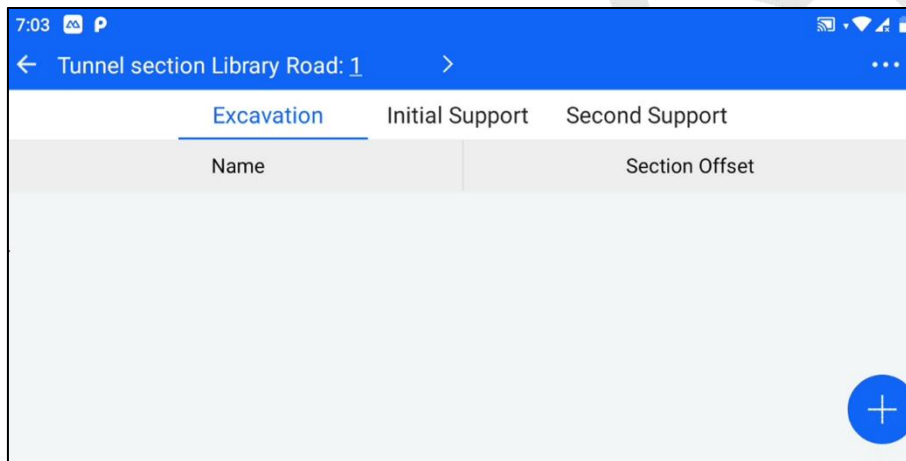 7:03
Tunnel section Library Road: 1 >
Excavation Initial Support Second Support
Name Section Offset